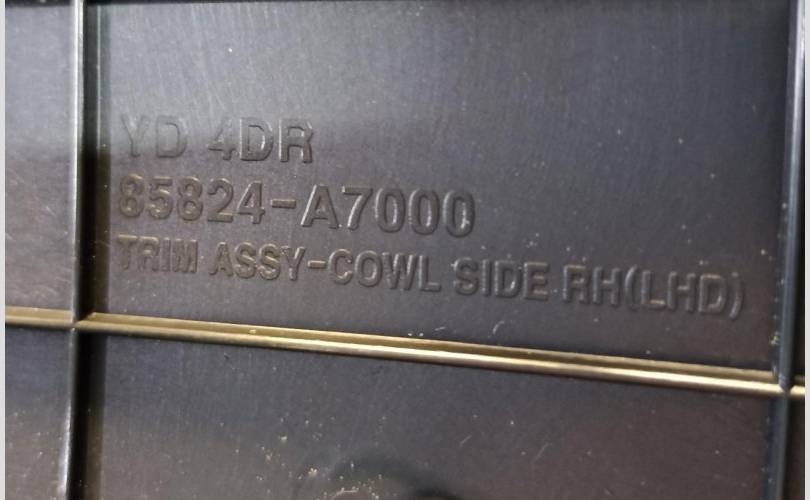 YD 4DR
85824-A7000
TRIM ASSY-COWL SIDE RH(LHD)